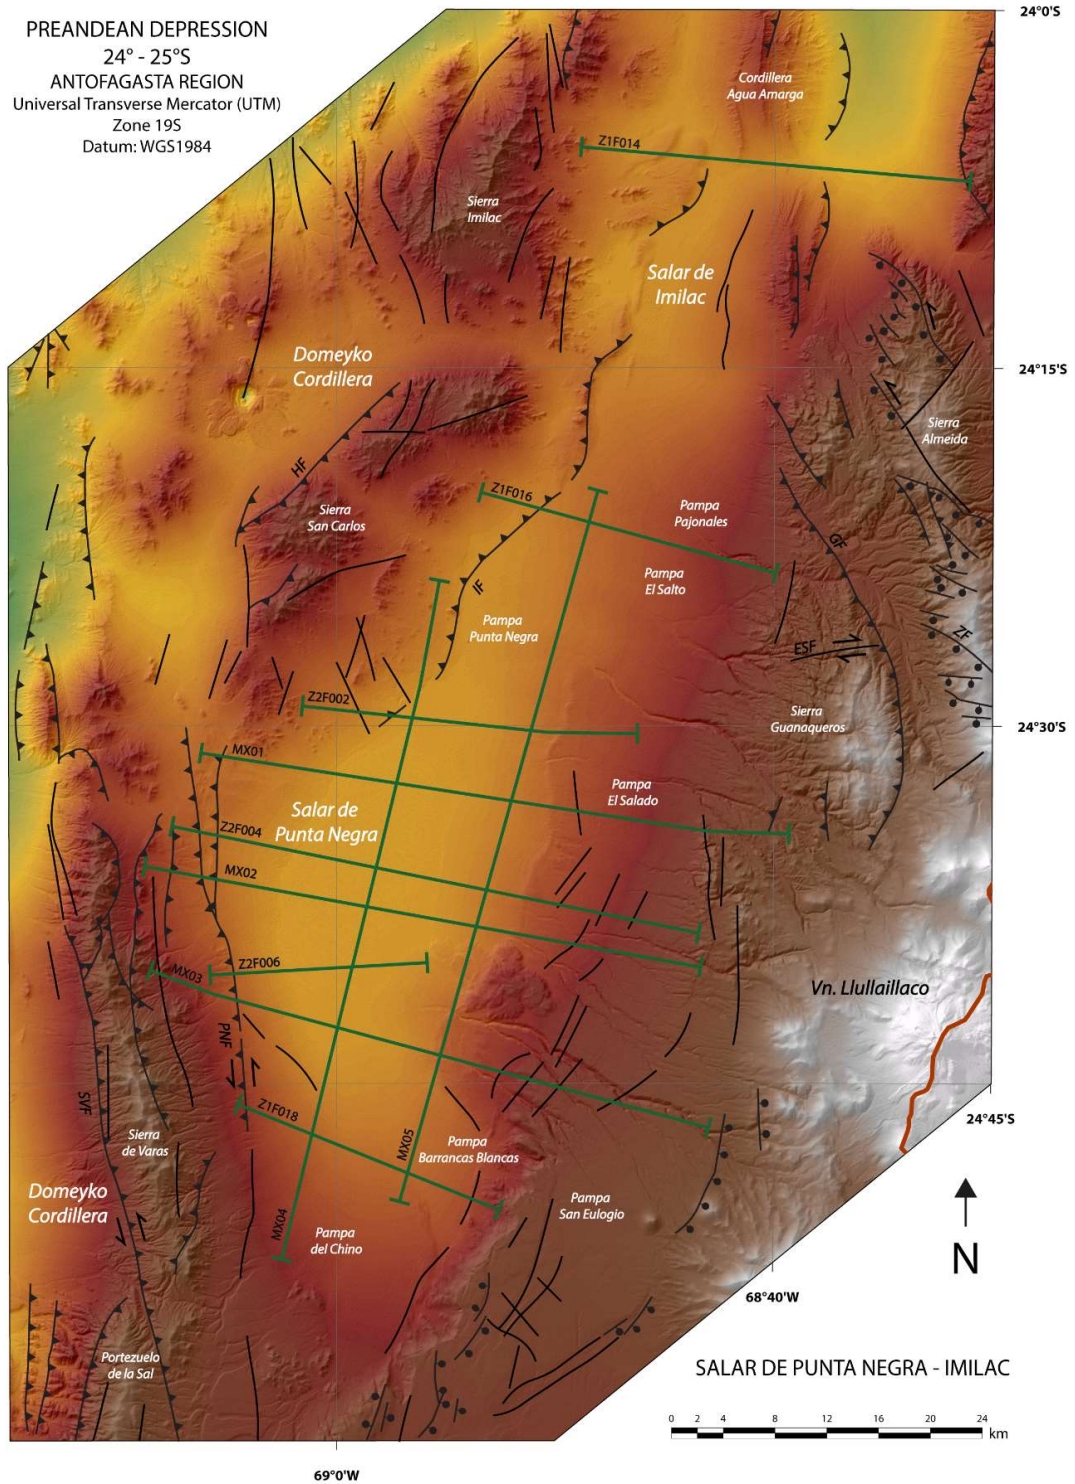 PREANDEAN DEPRESSION
24° - 25°S
ANTOFAGASTA REGION
Universal Transverse Mercator (UTM)
Zone 19S
Datum: WGS1984
24°0'S
Cordillera
Agua Amarga
Z1F014
Sierra
Imilac
Salar de
Imilac
Domeyko
Cordillera
24°15'S
Sierra
Almeida
HF
Z1F016
Sierra
San Carlos
Pampa
Pajonales
GF
Pampa
El Salto
IF
Pampa
Punta Negra
ESF
ZF
Z2F002
Sierra
Guanaqueros
24°30'S
MX01
Pampa
El Salado
Salar de
Punta Negra
Z2F004
MX02
Z2F006
MX03
Vn. Llullaillaco
PNF
SVF
Z1F018
24°45'S
Sierra
de Varas
Pampa
Barrancas Blancas
MX05
Domeyko
Cordillera
Pampa
San Eulogio
MX04
Pampa
del Chino
N
68°40'W
Portezuelo
de la Sal
SALAR DE PUNTA NEGRA - IMILAC
0 2 4 8 12 16 20 24
km
69°0'W